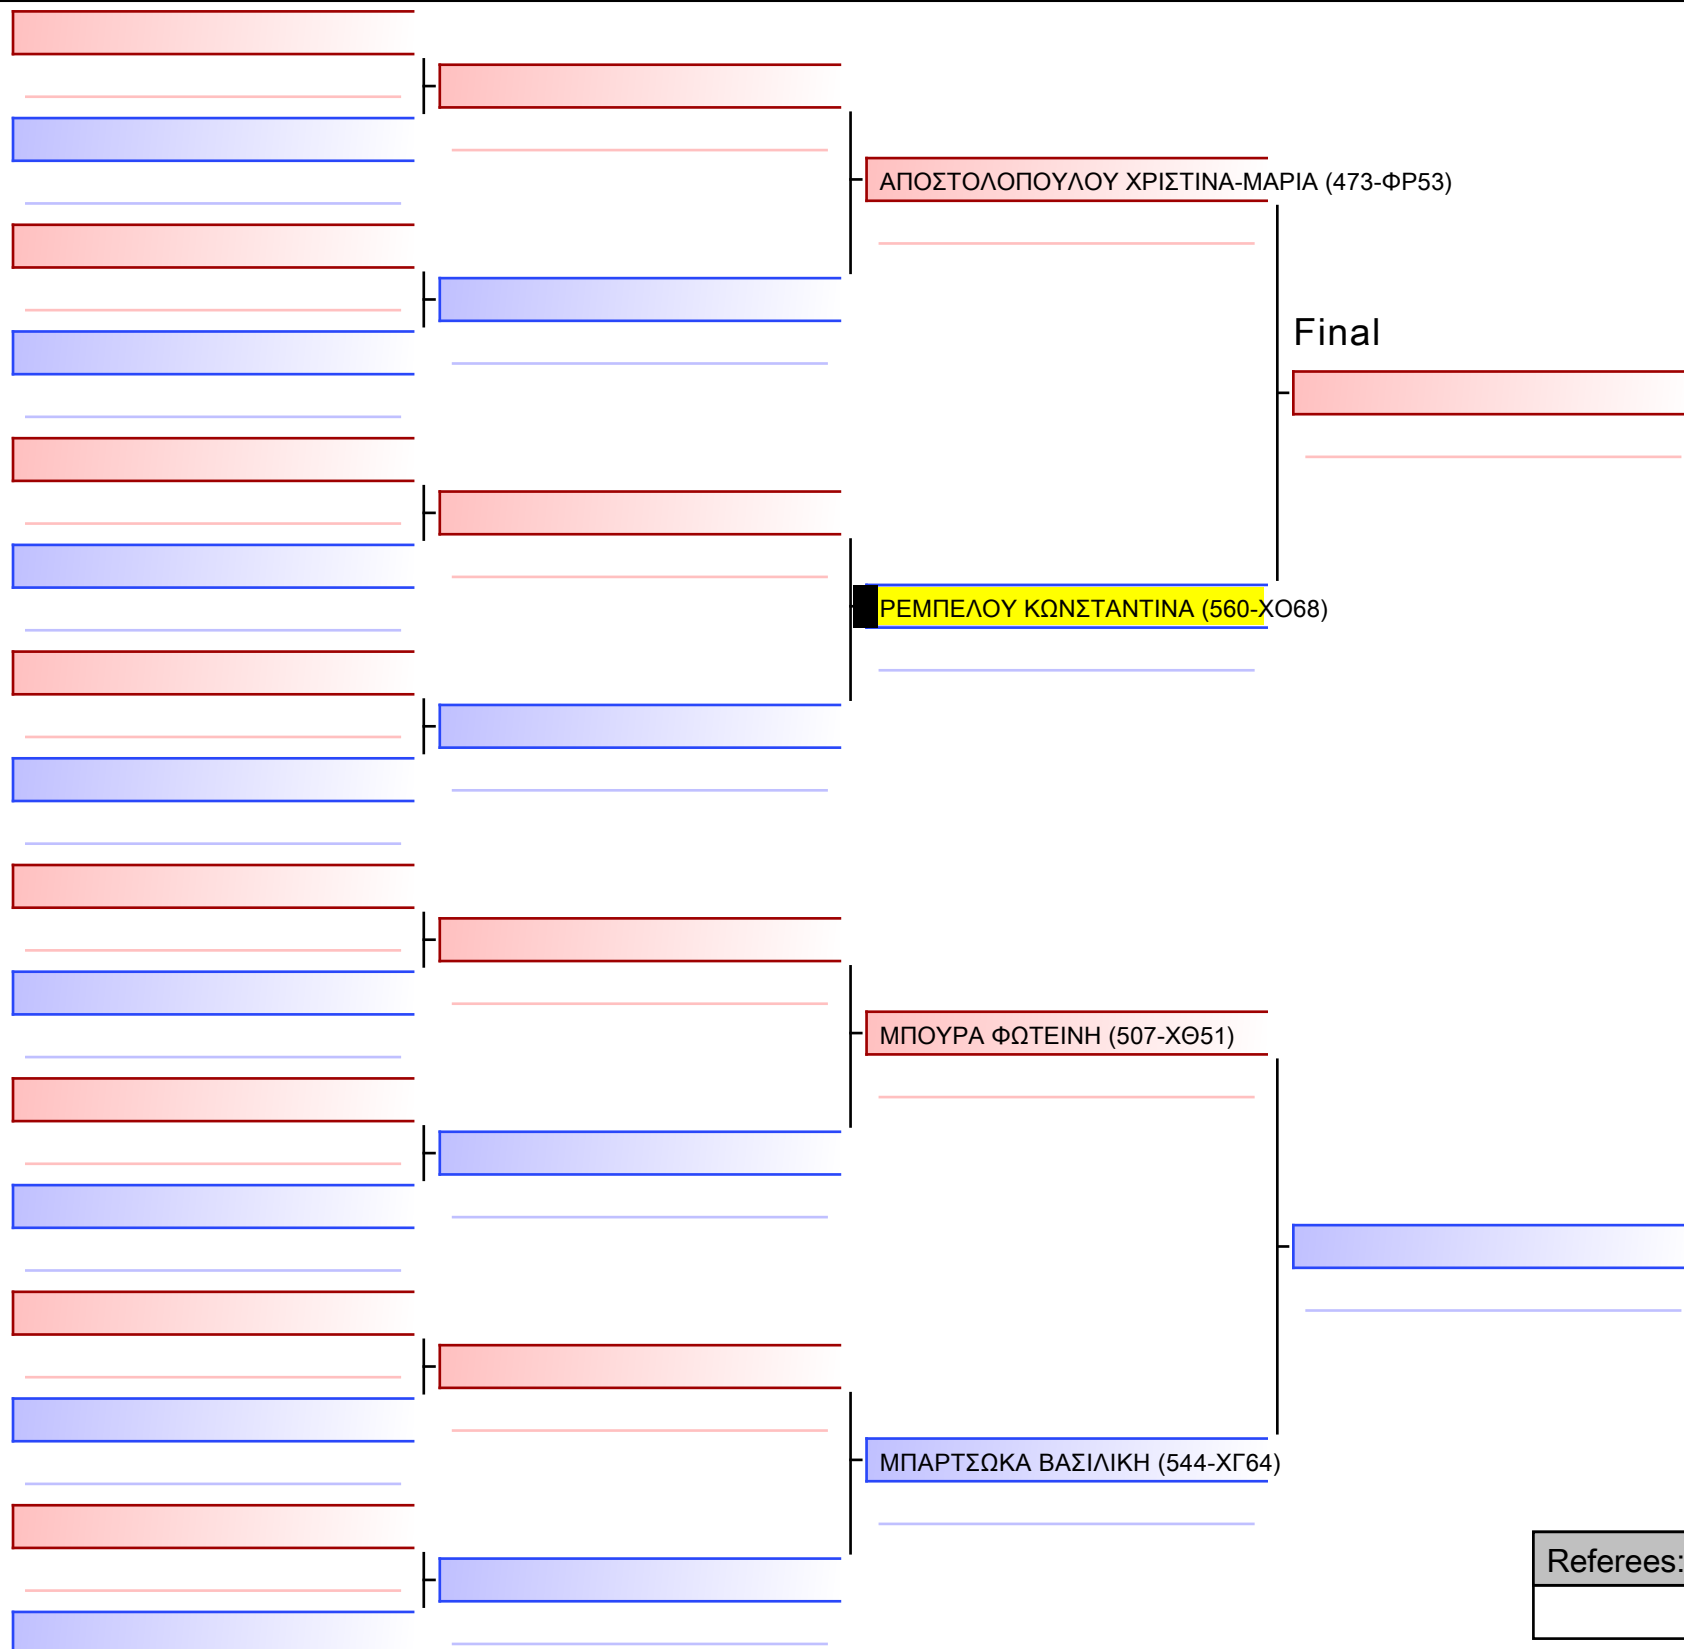 ΑΠΟΣΤΟΛΟΠΟΥΛΟΥ ΧΡΙΣΤΙΝΑ-ΜΑΡΙΑ (473-ΦΡ53)
Final
ΡΕΜΠΕΛΟΥ ΚΩΝΣΤΑΝΤΙΝΑ (560-ΧΟ68)
ΜΠΟΥΡΑ ΦΩΤΕΙΝΗ (507-ΧΘ51)
ΜΠΑΡΤΣΩΚΑ ΒΑΣΙΛΙΚΗ (544-ΧΓ64)
Referees: